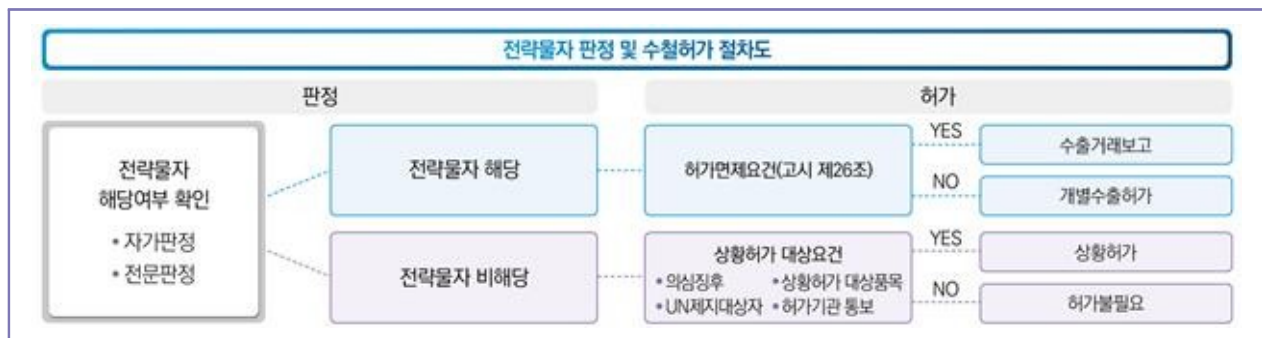 전략물자 판정 및 수철허가 절차도
판정
허가
전략물자
해당여부 확인
• 자가판정
• 전문판정
전략물자 해당
허가면제요건(고시 제26조)
YES
수출거래보고
NO
개별수출허가
전략물자 비해당
상황허가 대상요건
• 의심징후 • 상황허가 대상품목
• UN제지대상자 • 허가기관 통보
YES
상황허가
NO
허가불필요